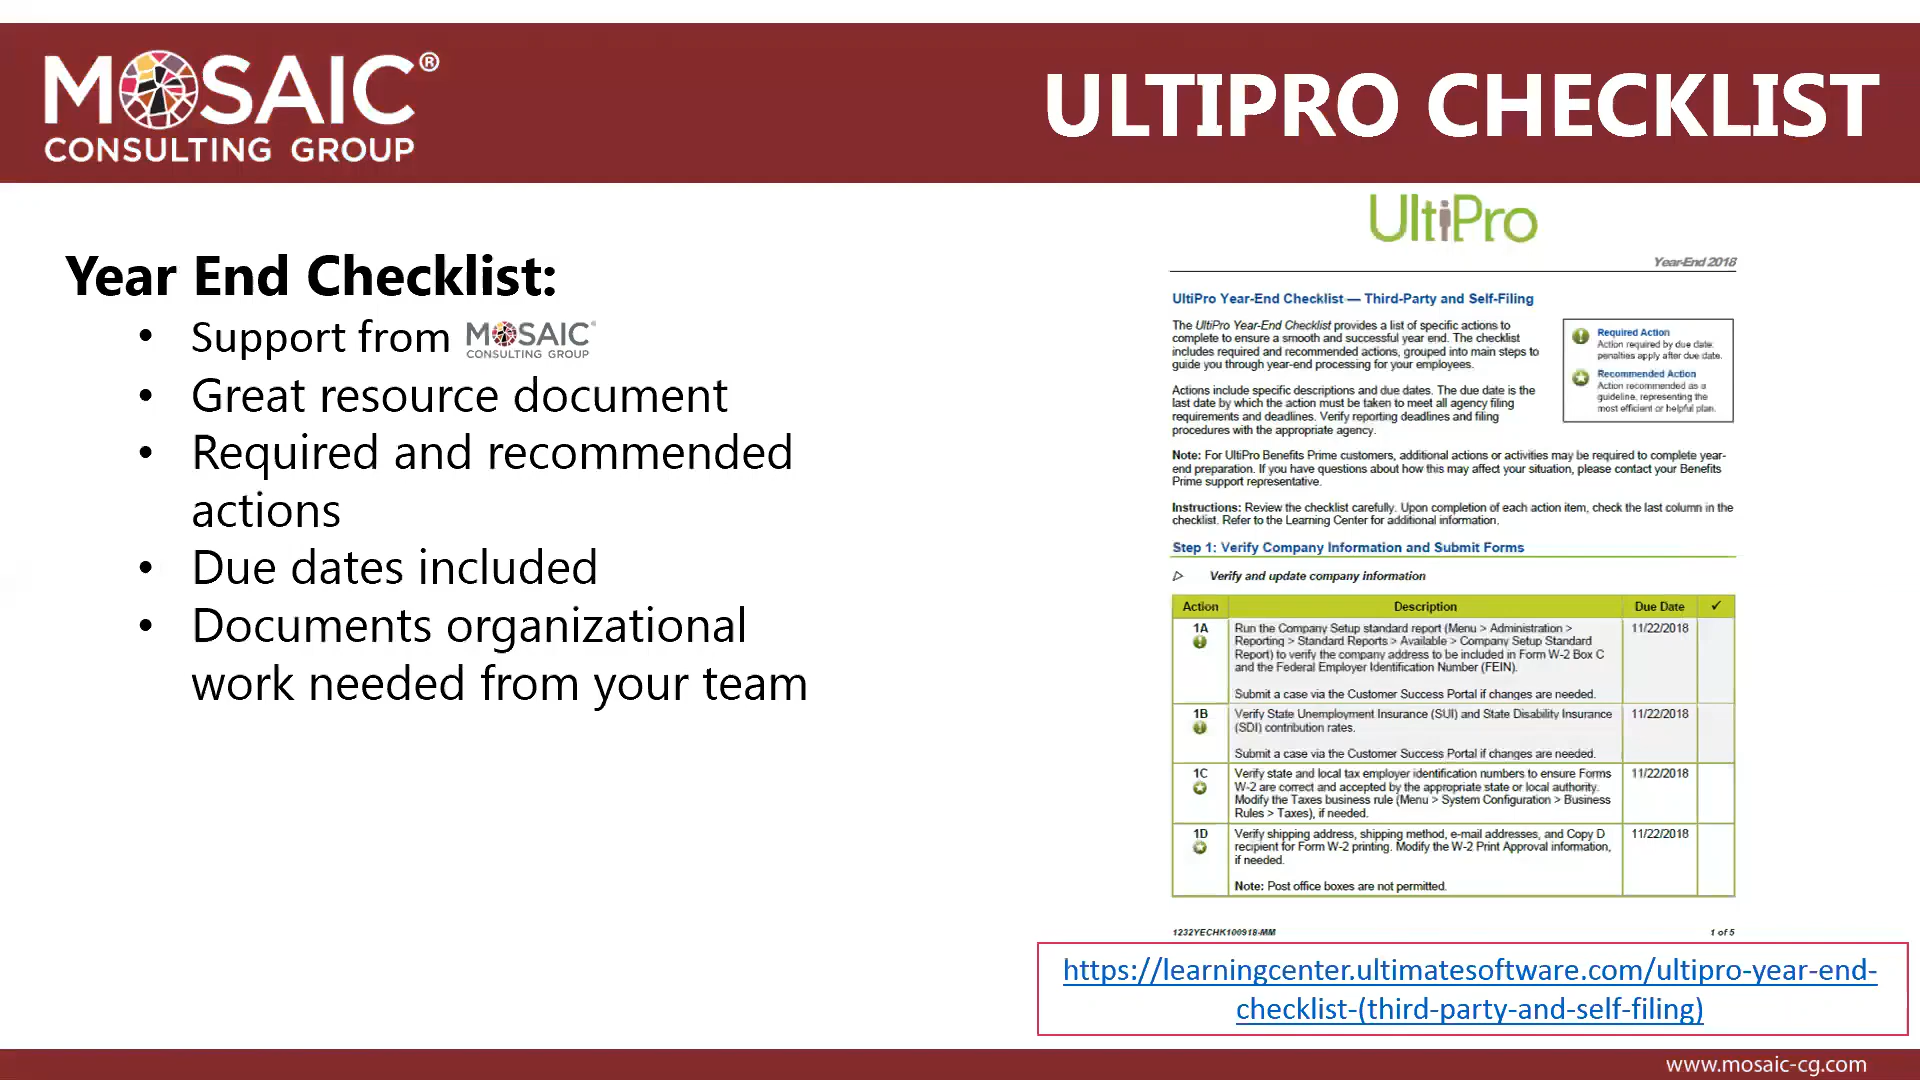 MOSAIC®
CONSULTING GROUP
ULTIPRO CHECKLIST
Year End Checklist:
• Support from MOSAIC® CONSULTING GROUP
• Great resource document
• Required and recommended
actions
• Due dates included
• Documents organizational
work needed from your team
UltiPro
Year-End 2018
UltiPro Year-End Checklist — Third-Party and Self-Filing
The UltiPro Year-End Checklist provides a list of specific actions to
complete to ensure a smooth and successful year end. The checklist
includes required and recommended actions, grouped into main steps to
guide you through year-end processing for your employees.
Actions include specific descriptions and due dates. The due date is the
last date by which the action must be taken to meet all agency filing
requirements and deadlines. Verify reporting deadlines and filing
procedures with the appropriate agency.
Required Action
Action required by due date:
penalties apply after due date.
Recommended Action
Action recommended as a
guideline, representing the
most efficient or helpful plan.
Note: For UltiPro Benefits Prime customers, additional actions or activities may be required to complete year-
end preparation. If you have questions about how this may affect your situation, please contact your Benefits
Prime support representative.
Instructions: Review the checklist carefully. Upon completion of each action item, check the last column in the
checklist. Refer to the Learning Center for additional information.
Step 1: Verify Company Information and Submit Forms
Verify and update company information
Action Description Due Date ✓
1A Run the Company Setup standard report (Menu > Administration > 11/22/2018
Reporting > Standard Reports > Available > Company Setup Standard
Report) to verify the company address to be included in Form W-2 Box C
and the Federal Employer Identification Number (FEIN).
Submit a case via the Customer Success Portal if changes are needed.
1B Verify State Unemployment Insurance (SUI) and State Disability Insurance 11/22/2018
(SDI) contribution rates.
Submit a case via the Customer Success Portal if changes are needed.
1C Verify state and local tax employer identification numbers to ensure Forms 11/22/2018
W-2 are correct and accepted by the appropriate state or local authority.
Modify the Taxes business rule (Menu > System Configuration > Business
Rules > Taxes), if needed.
1D Verify shipping address, shipping method, e-mail addresses, and Copy D 11/22/2018
recipient for Form W-2 printing. Modify the W-2 Print Approval information,
if needed.
Note: Post office boxes are not permitted.
1232YECHK100918-MM 1 of 5
https://learningcenter.ultimatesoftware.com/ultipro-year-end-
checklist-(third-party-and-self-filing)
www.mosaic-cg.com